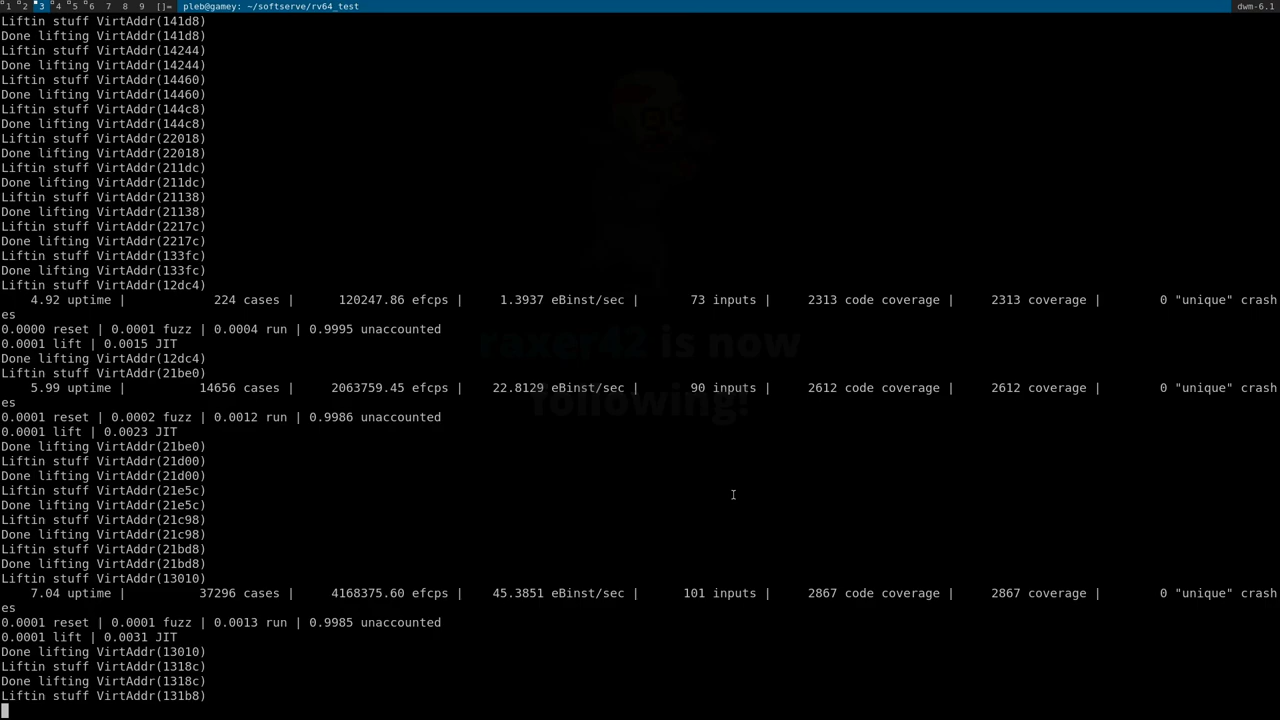 1 2 3 4 5 6 7 8 9 []= pleb@gamey: ~/softserve/rv64_test dwm-6.1
Liftin stuff VirtAddr(141d8)
Done lifting VirtAddr(141d8)
Liftin stuff VirtAddr(14244)
Done lifting VirtAddr(14244)
Liftin stuff VirtAddr(14460)
Done lifting VirtAddr(14460)
Liftin stuff VirtAddr(144c8)
Done lifting VirtAddr(144c8)
Liftin stuff VirtAddr(22018)
Done lifting VirtAddr(22018)
Liftin stuff VirtAddr(211dc)
Done lifting VirtAddr(211dc)
Liftin stuff VirtAddr(21138)
Done lifting VirtAddr(21138)
Liftin stuff VirtAddr(2217c)
Done lifting VirtAddr(2217c)
Liftin stuff VirtAddr(133fc)
Done lifting VirtAddr(133fc)
Liftin stuff VirtAddr(12dc4)
4.92 uptime | 224 cases | 120247.86 efcps | 1.3937 eBinst/sec | 73 inputs | 2313 code coverage | 2313 coverage | 0 "unique" crash
es
0.0000 reset | 0.0001 fuzz | 0.0004 run | 0.9995 unaccounted
0.0001 lift | 0.0015 JIT
raxer42 is now
Done lifting VirtAddr(12dc4)
Liftin stuff VirtAddr(21be0)
5.99 uptime | 14656 cases | 2063759.45 efcps | 22.8129 eBinst/sec | 90 inputs | 2612 code coverage | 2612 coverage | 0 "unique" crash
es
following!
0.0001 reset | 0.0002 fuzz | 0.0012 run | 0.9986 unaccounted
0.0001 lift | 0.0023 JIT
Done lifting VirtAddr(21be0)
Liftin stuff VirtAddr(21d00)
Done lifting VirtAddr(21d00)
Liftin stuff VirtAddr(21e5c)
Done lifting VirtAddr(21e5c)
Liftin stuff VirtAddr(21c98)
Done lifting VirtAddr(21c98)
Liftin stuff VirtAddr(21bd8)
Done lifting VirtAddr(21bd8)
Liftin stuff VirtAddr(13010)
7.04 uptime | 37296 cases | 4168375.60 efcps | 45.3851 eBinst/sec | 101 inputs | 2867 code coverage | 2867 coverage | 0 "unique" crash
es
0.0001 reset | 0.0001 fuzz | 0.0013 run | 0.9985 unaccounted
0.0001 lift | 0.0031 JIT
Done lifting VirtAddr(13010)
Liftin stuff VirtAddr(1318c)
Done lifting VirtAddr(1318c)
Liftin stuff VirtAddr(131b8)